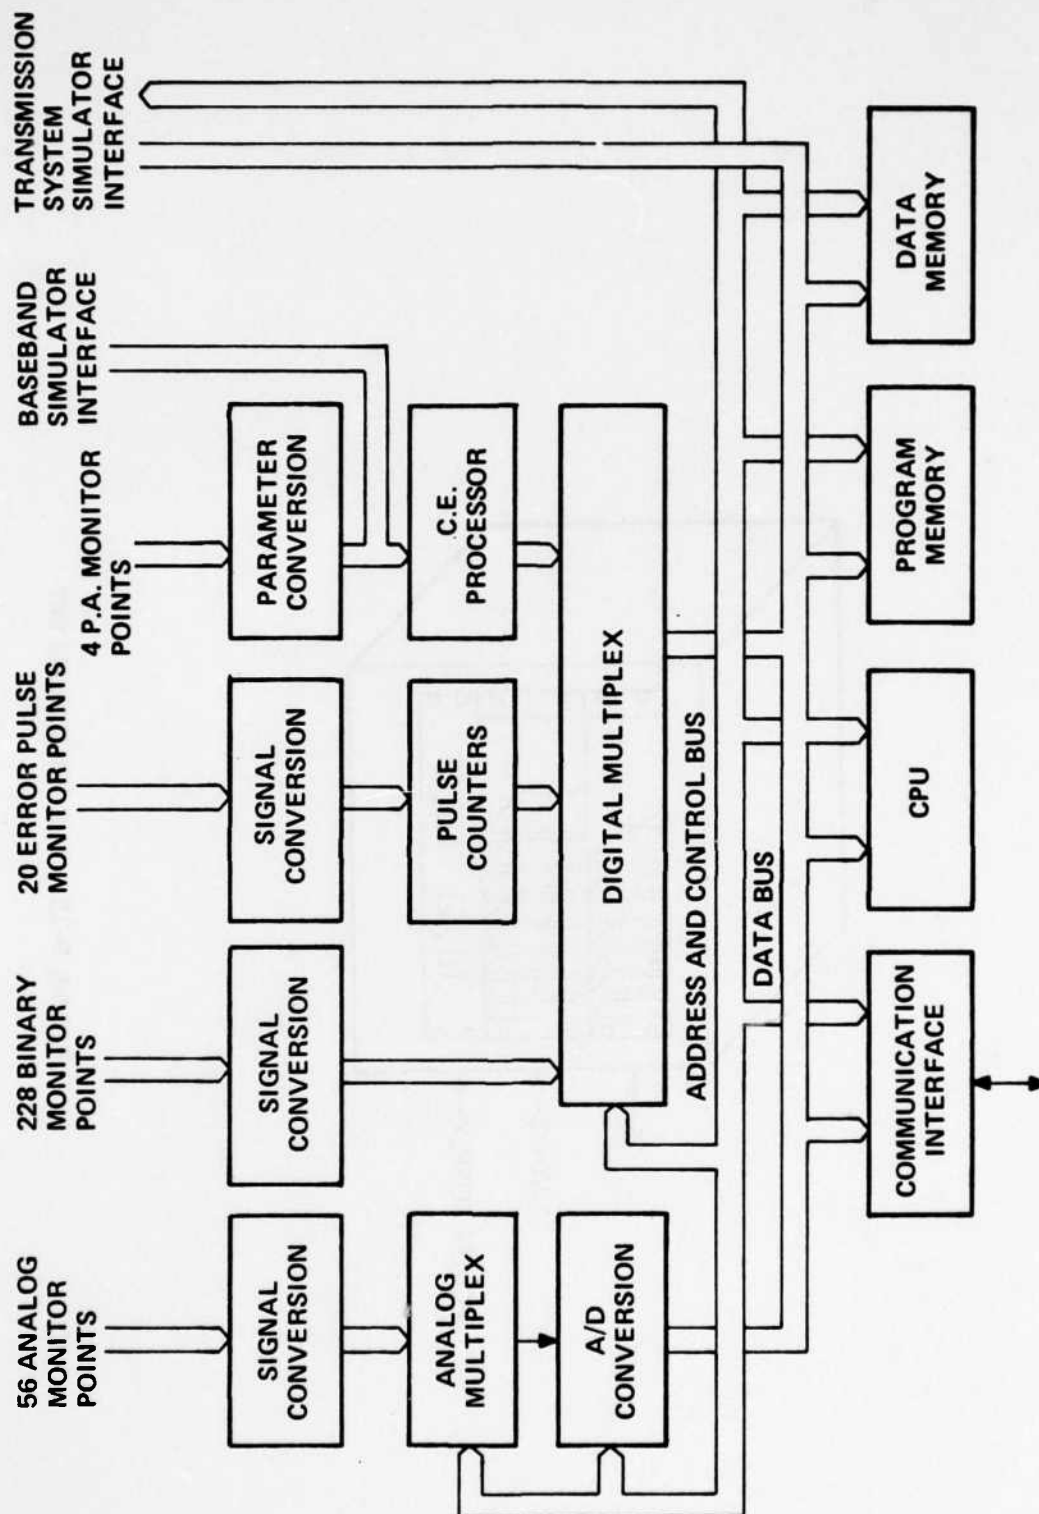 56 ANALOG
MONITOR
POINTS
228 BINARY
MONITOR
POINTS
20 ERROR PULSE
MONITOR POINTS
4 P.A. MONITOR
POINTS
BASEBAND
SIMULATOR
INTERFACE
TRANSMISSION
SYSTEM
SIMULATOR
INTERFACE
SIGNAL
CONVERSION
SIGNAL
CONVERSION
SIGNAL
CONVERSION
PARAMETER
CONVERSION
ANALOG
MULTIPLEX
PULSE
COUNTERS
C.E.
PROCESSOR
A/D
CONVERSION
DIGITAL MULTIPLEX
ADDRESS AND CONTROL BUS
DATA BUS
COMMUNICATION
INTERFACE
CPU
PROGRAM
MEMORY
DATA
MEMORY